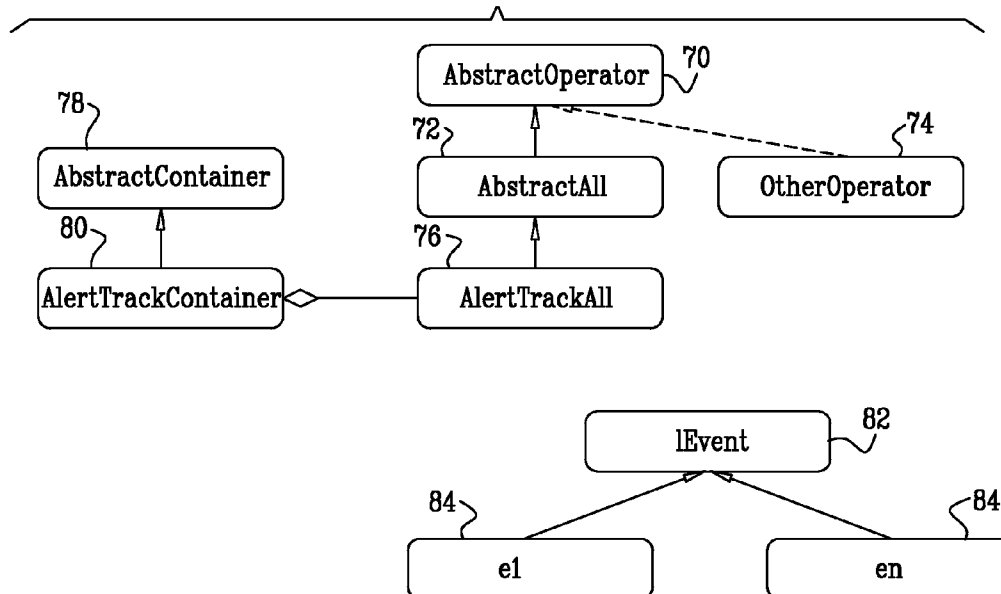 AbstractOperator
70
78
72
74
AbstractContainer
AbstractAll
OtherOperator
80
76
AlertTrackContainer
AlertTrackAll
lEvent
82
84
84
e1
en